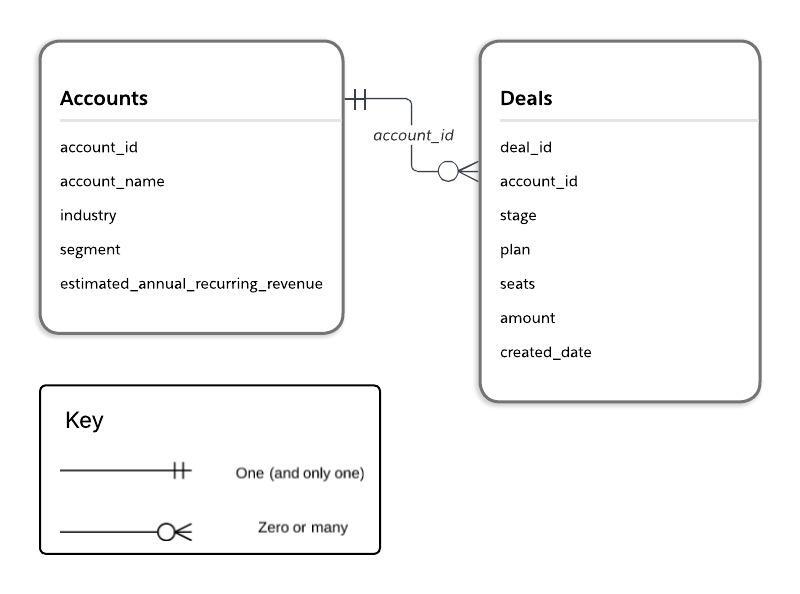 Accounts
account_id
account_name
industry
segment
estimated_annual_recurring_revenue
account_id
Deals
deal_id
account_id
stage
plan
seats
amount
created_date
Key
One (and only one)
Zero or many